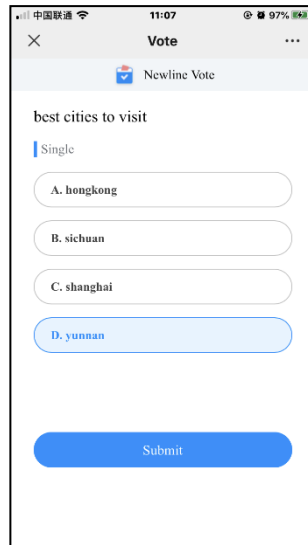 中国联通 11:07 97%
Vote
Newline Vote
best cities to visit
Single
A. hongkong
B. sichuan
C. shanghai
D. yunnan
Submit